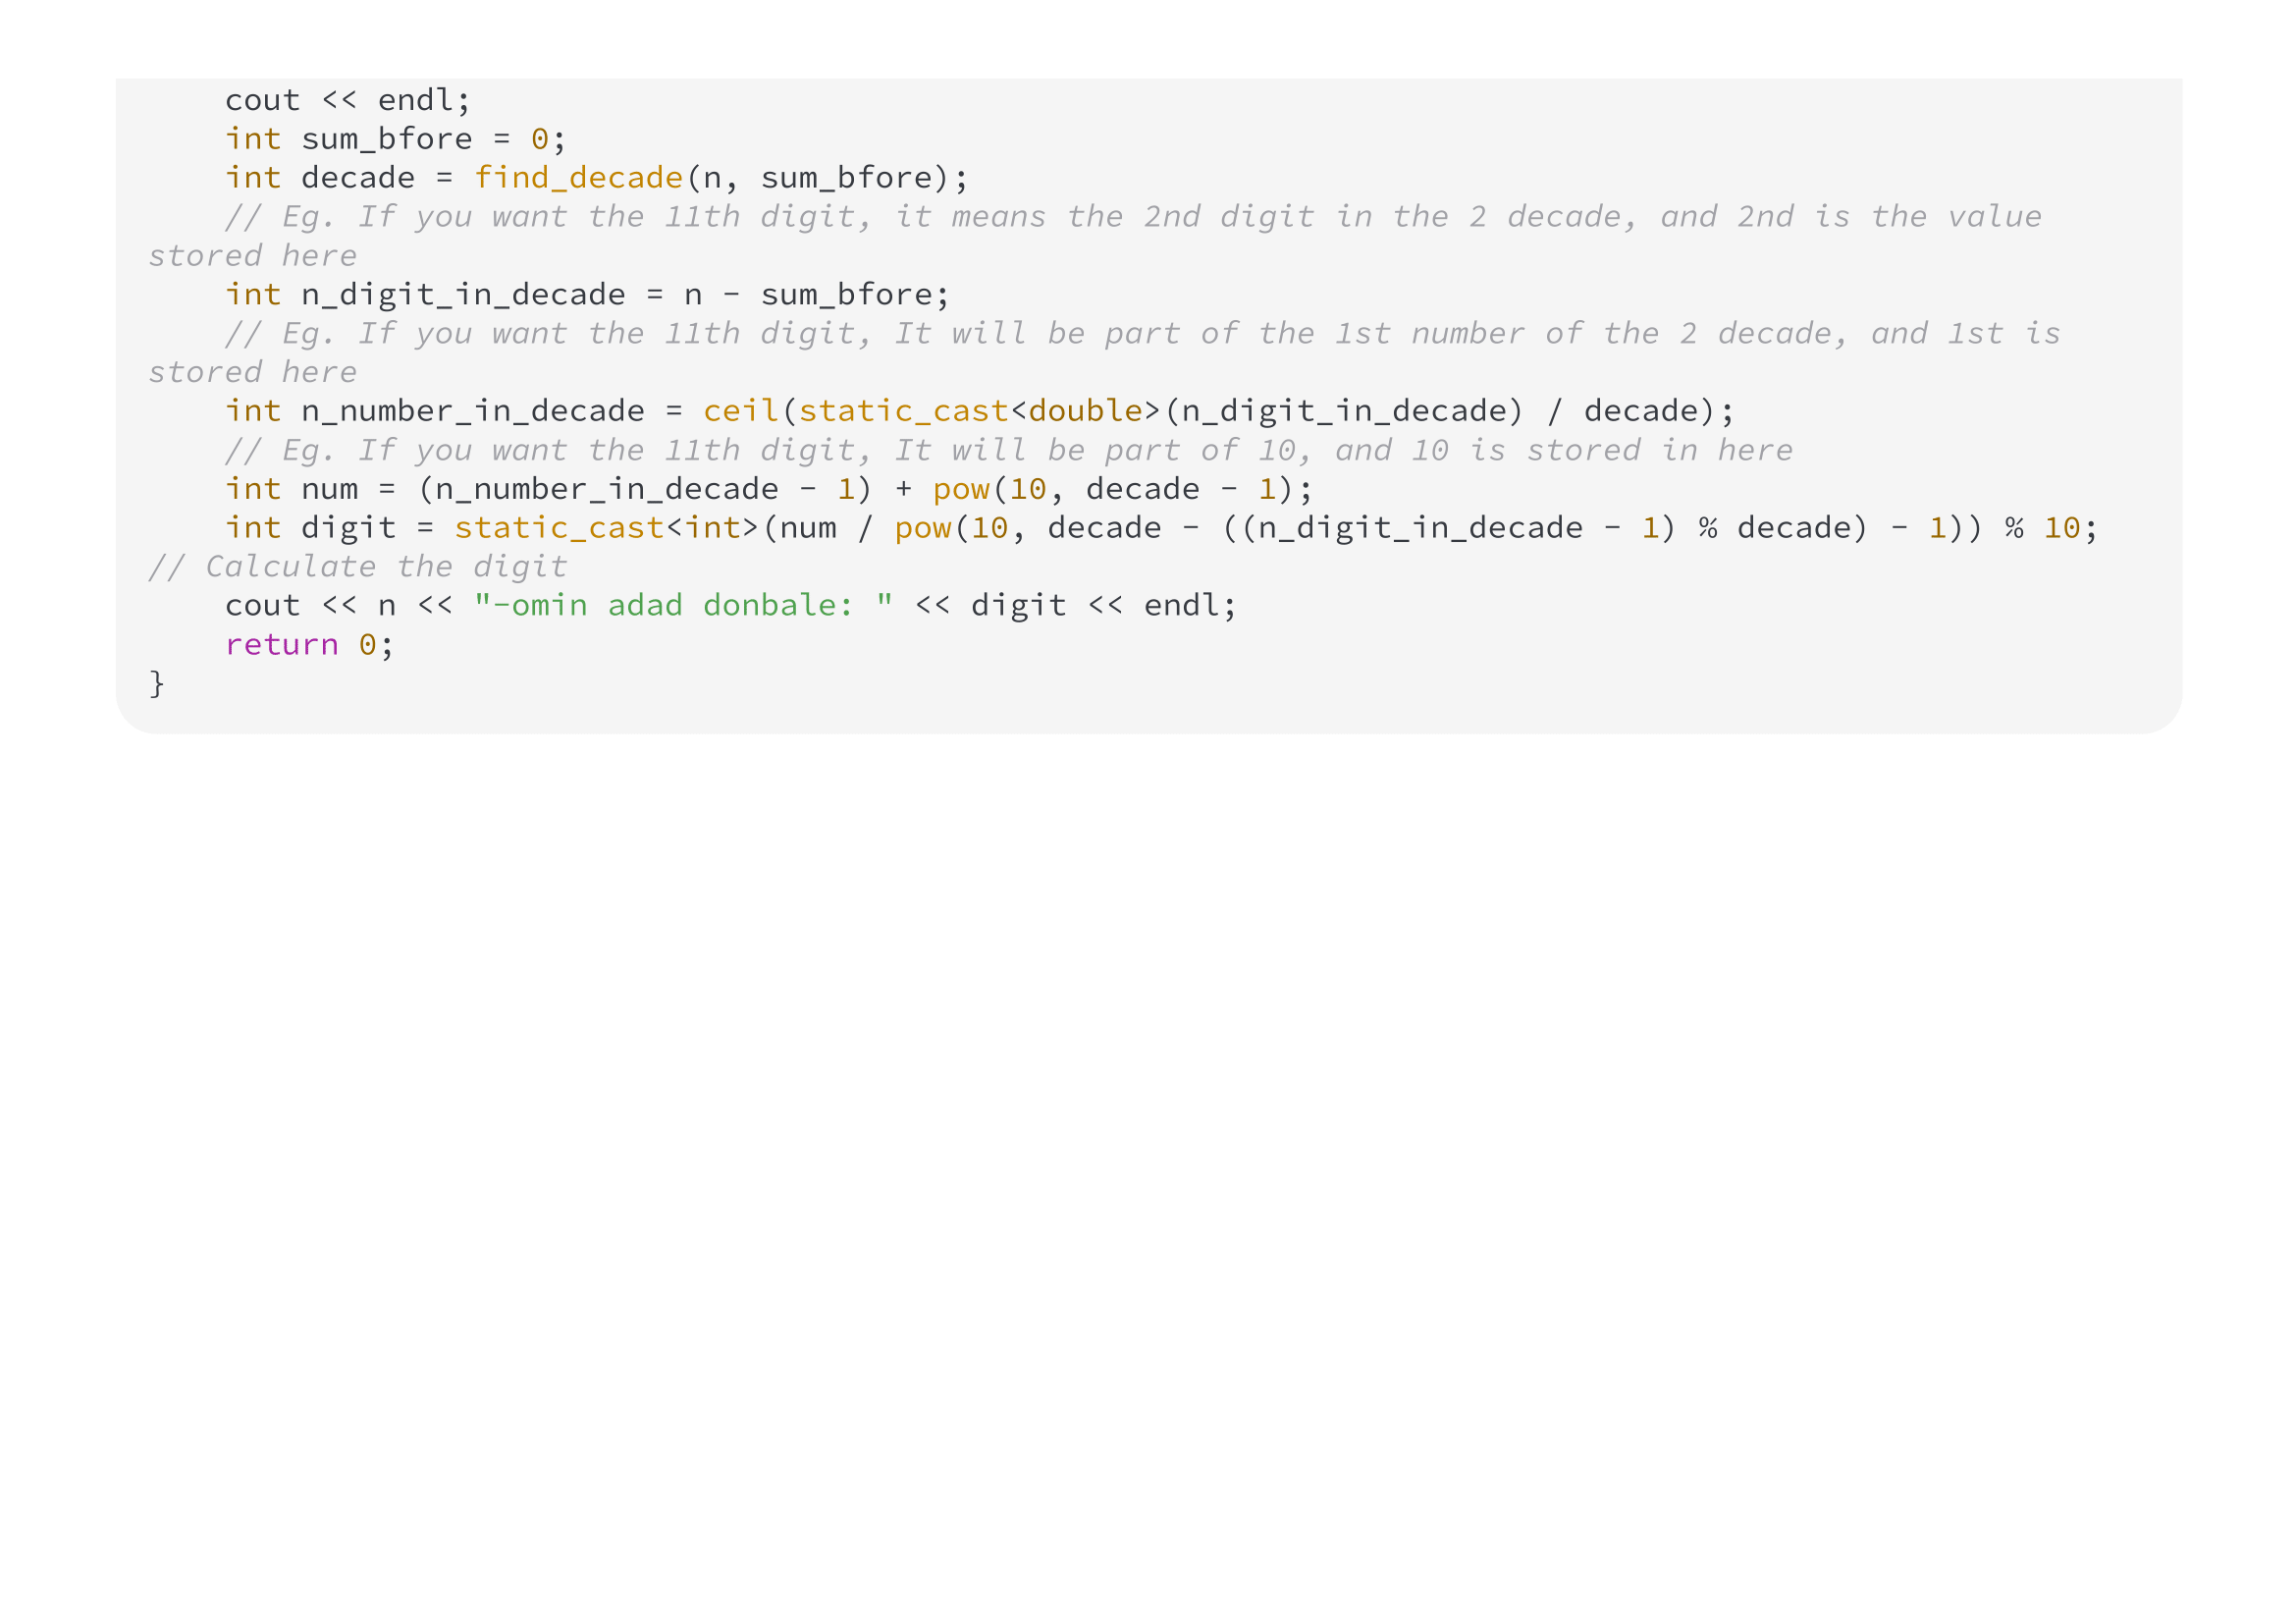 cout << endl;
    int sum_bfore = 0;
    int decade = find_decade(n, sum_bfore);
    // Eg. If you want the 11th digit, it means the 2nd digit in the 2 decade, and 2nd is the value
stored here
    int n_digit_in_decade = n - sum_bfore;
    // Eg. If you want the 11th digit, It will be part of the 1st number of the 2 decade, and 1st is
stored here
    int n_number_in_decade = ceil(static_cast<double>(n_digit_in_decade) / decade);
    // Eg. If you want the 11th digit, It will be part of 10, and 10 is stored in here
    int num = (n_number_in_decade - 1) + pow(10, decade - 1);
    int digit = static_cast<int>(num / pow(10, decade - ((n_digit_in_decade - 1) % decade) - 1)) % 10;
// Calculate the digit
    cout << n << "-omin adad donbale: " << digit << endl;
    return 0;
}